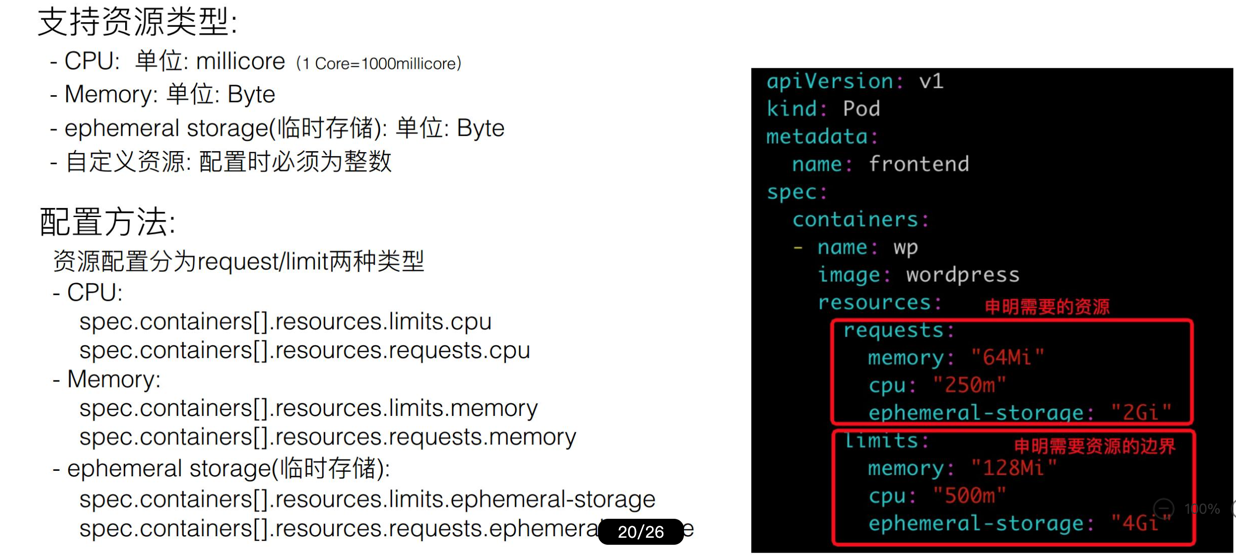 支持资源类型:
- CPU: 单位: millicore（1 Core=1000millicore）
- Memory: 单位: Byte
- ephemeral storage(临时存储): 单位: Byte
- 自定义资源: 配置时必须为整数
配置方法:
资源配置分为request/limit两种类型
- CPU:
spec.containers[].resources.limits.cpu
spec.containers[].resources.requests.cpu
- Memory:
spec.containers[].resources.limits.memory
spec.containers[].resources.requests.memory
- ephemeral storage(临时存储):
spec.containers[].resources.limits.ephemeral-storage
spec.containers[].resources.requests.ephemera
20/26
e
apiVersion: v1
kind: Pod
metadata:
name: frontend
spec:
containers:
- name: wp
image: wordpress
resources:
申明需要的资源
requests:
memory: "64Mi"
cpu: "250m"
ephemeral-storage: "2Gi"
limits:
申明需要资源的边界
memory: "128Mi"
cpu: "500m"
ephemeral-storage: "4Gi"
100%